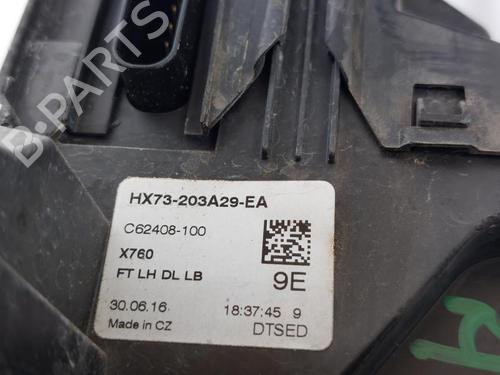 B-PARTS
HX73-203A29-EA
C62408-100
X760
FT LH DL LB
9E
30.06.16 18:37:45 9
Made in CZ DTSED